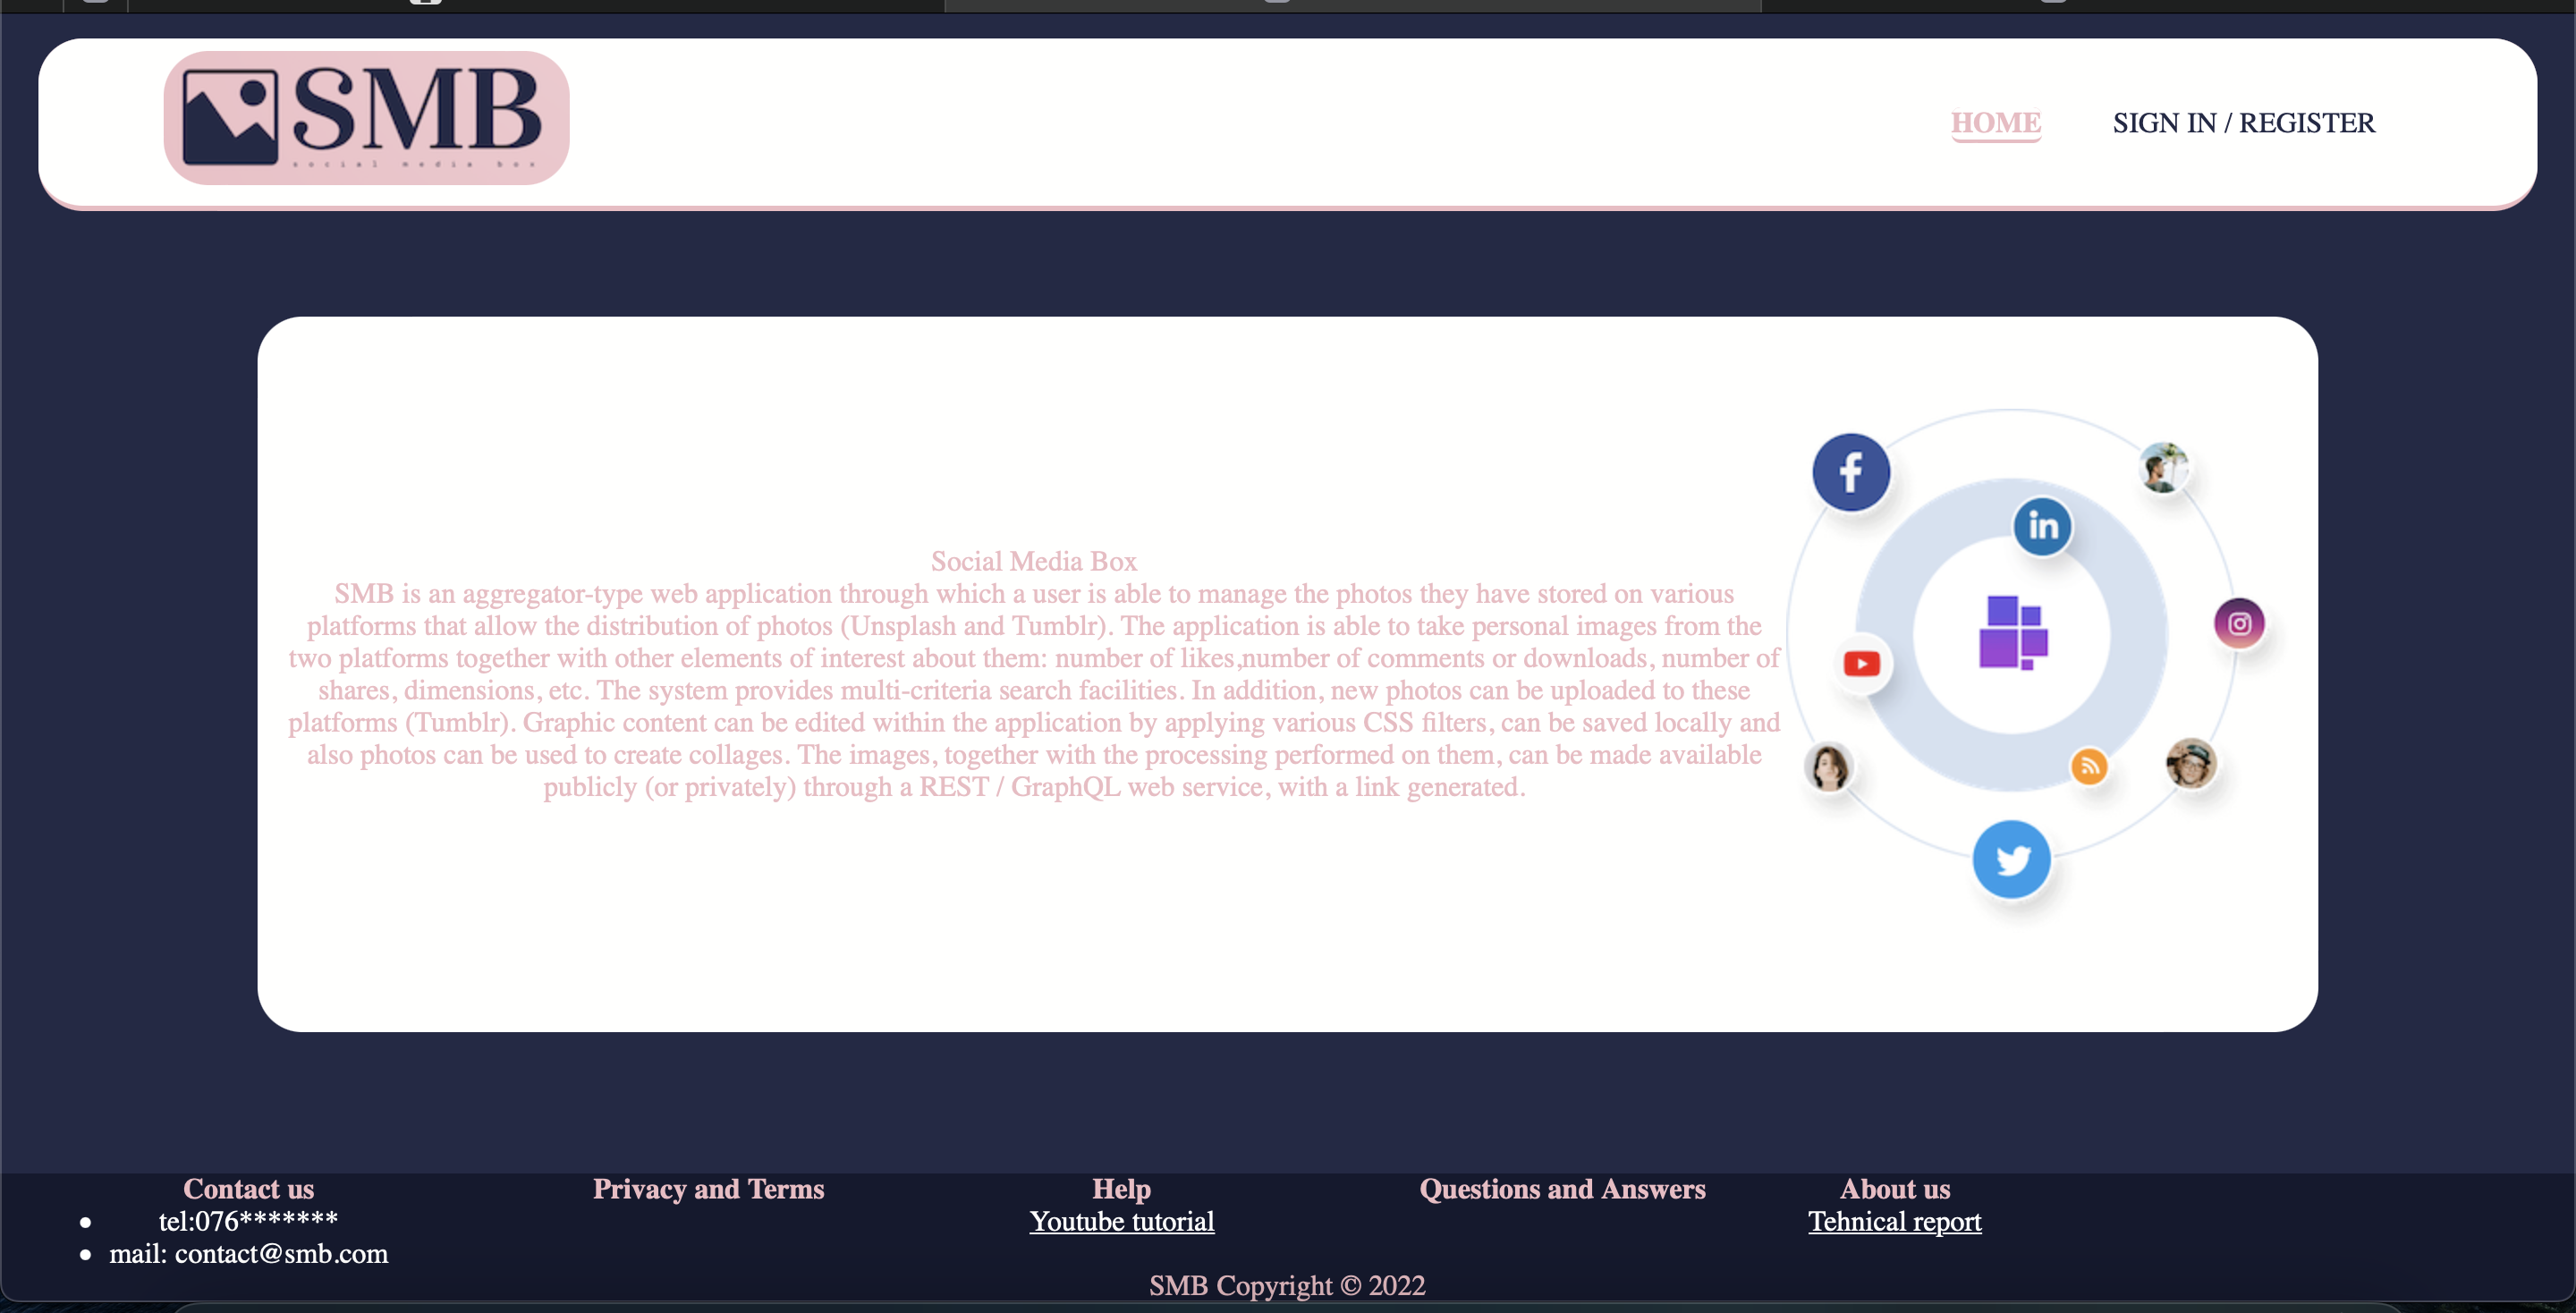 SMB
social media box
HOME
SIGN IN / REGISTER
Social Media Box
SMB is an aggregator-type web application through which a user is able to manage the photos they have stored on various
platforms that allow the distribution of photos (Unsplash and Tumblr). The application is able to take personal images from the
two platforms together with other elements of interest about them: number of likes,number of comments or downloads, number of
shares, dimensions, etc. The system provides multi-criteria search facilities. In addition, new photos can be uploaded to these
platforms (Tumblr). Graphic content can be edited within the application by applying various CSS filters, can be saved locally and
also photos can be used to create collages. The images, together with the processing performed on them, can be made available
publicly (or privately) through a REST / GraphQL web service, with a link generated.
f
in
Contact us
tel:076*******
mail: contact@smb.com
Privacy and Terms
Help
Youtube tutorial
Questions and Answers
About us
Tehnical report
SMB Copyright © 2022